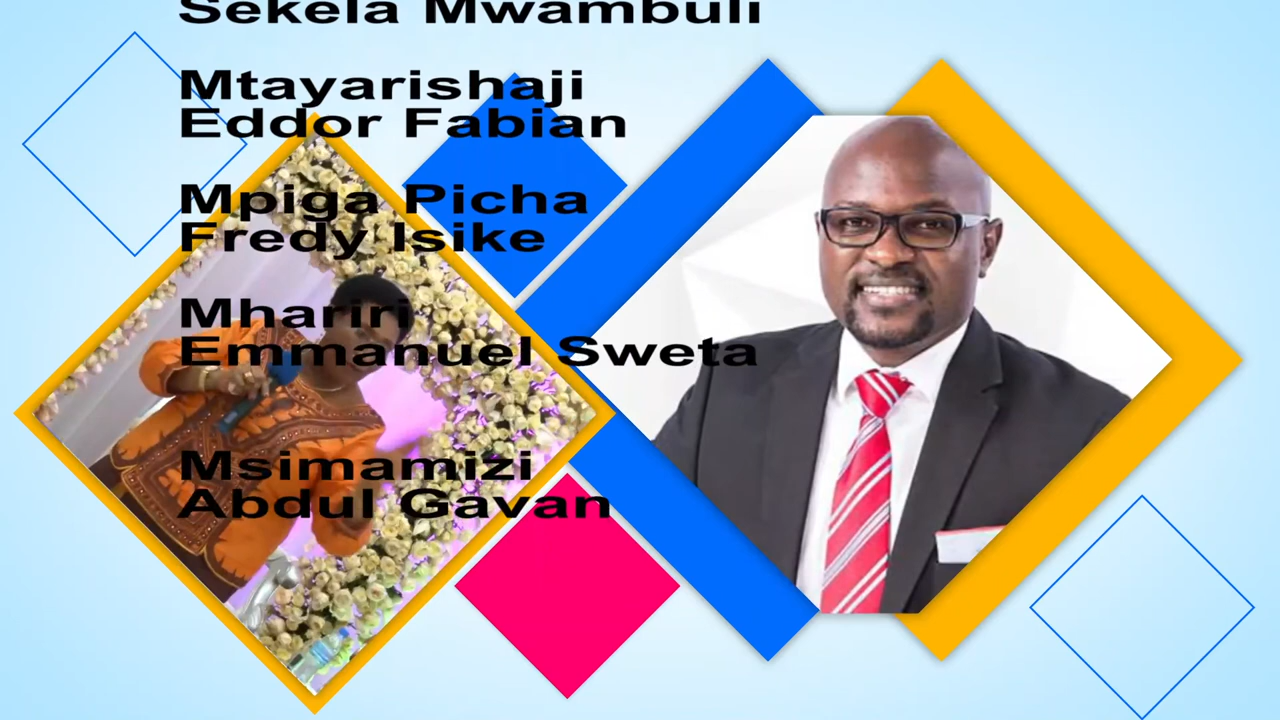 Sekela Mwambuli
Mtayarishaji
Eddor Fabian
Mpiga Picha
Fredy Isike
Mhariri
Emmanuel Sweta
Msimamizi
Abdul Gavan